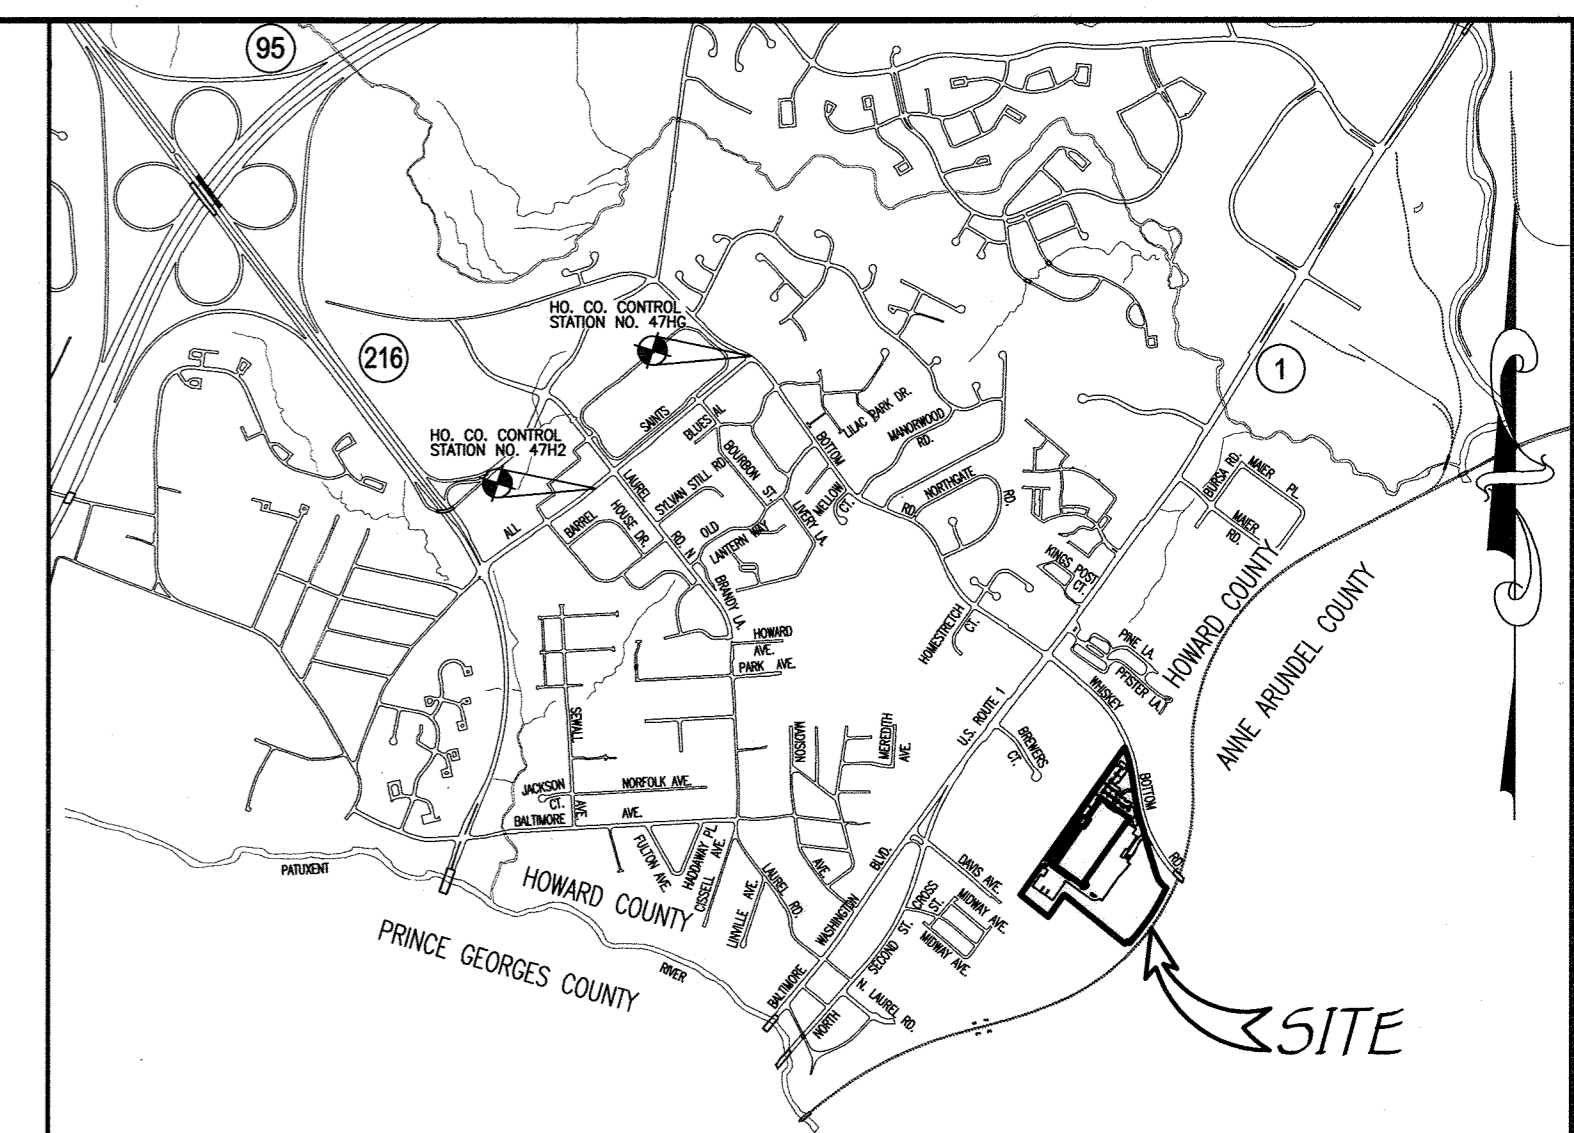 95
HO. CO. CONTROL
STATION NO. 47HG
216
1
HO. CO. CONTROL
STATION NO. 47H2
SAINTS
BLUES AL
LILAC PARK DR.
MANORWOOD
RD.
BOTTOM
BOURBON ST.
SYLVAN STILL RD
LAUREL
MELLOW
CT.
LIVERY LA.
NORTHGATE
RD.
RD.
BURSA RD.
MAIER
PL.
MAIER
RD.
ALL
BARREL
HOUSE DR.
RD. N
OLD
LANTERN WAY
BRANDY LA.
KINGS POST
CT.
HOWARD COUNTY
ANNE ARUNDEL COUNTY
HOMESTRETCH
CT.
HOWARD
AVE.
PARK AVE.
PINE LA.
PFISTER LA.
WHISKEY
U.S. ROUTE 1
BREWERS
CT.
SEWALL
AVE.
MADISON
AVE.
MEREDITH
AVE.
JACKSON
CT.
NORFOLK AVE.
BALTIMORE
AVE.
BOTTOM
RD.
FULTON AVE.
HADDAWAY PL
CISSELL AVE.
LINVILLE AVE.
LAUREL RD.
BLVD.
WASHINGTON
BALTIMORE
DAVIS AVE.
CROSS
ST.
MIDWAY AVE.
MIDWAY AVE.
SECOND ST.
N. LAUREL RD.
NORTH
PATUXENT
RIVER
HOWARD COUNTY
PRINCE GEORGES COUNTY
SITE